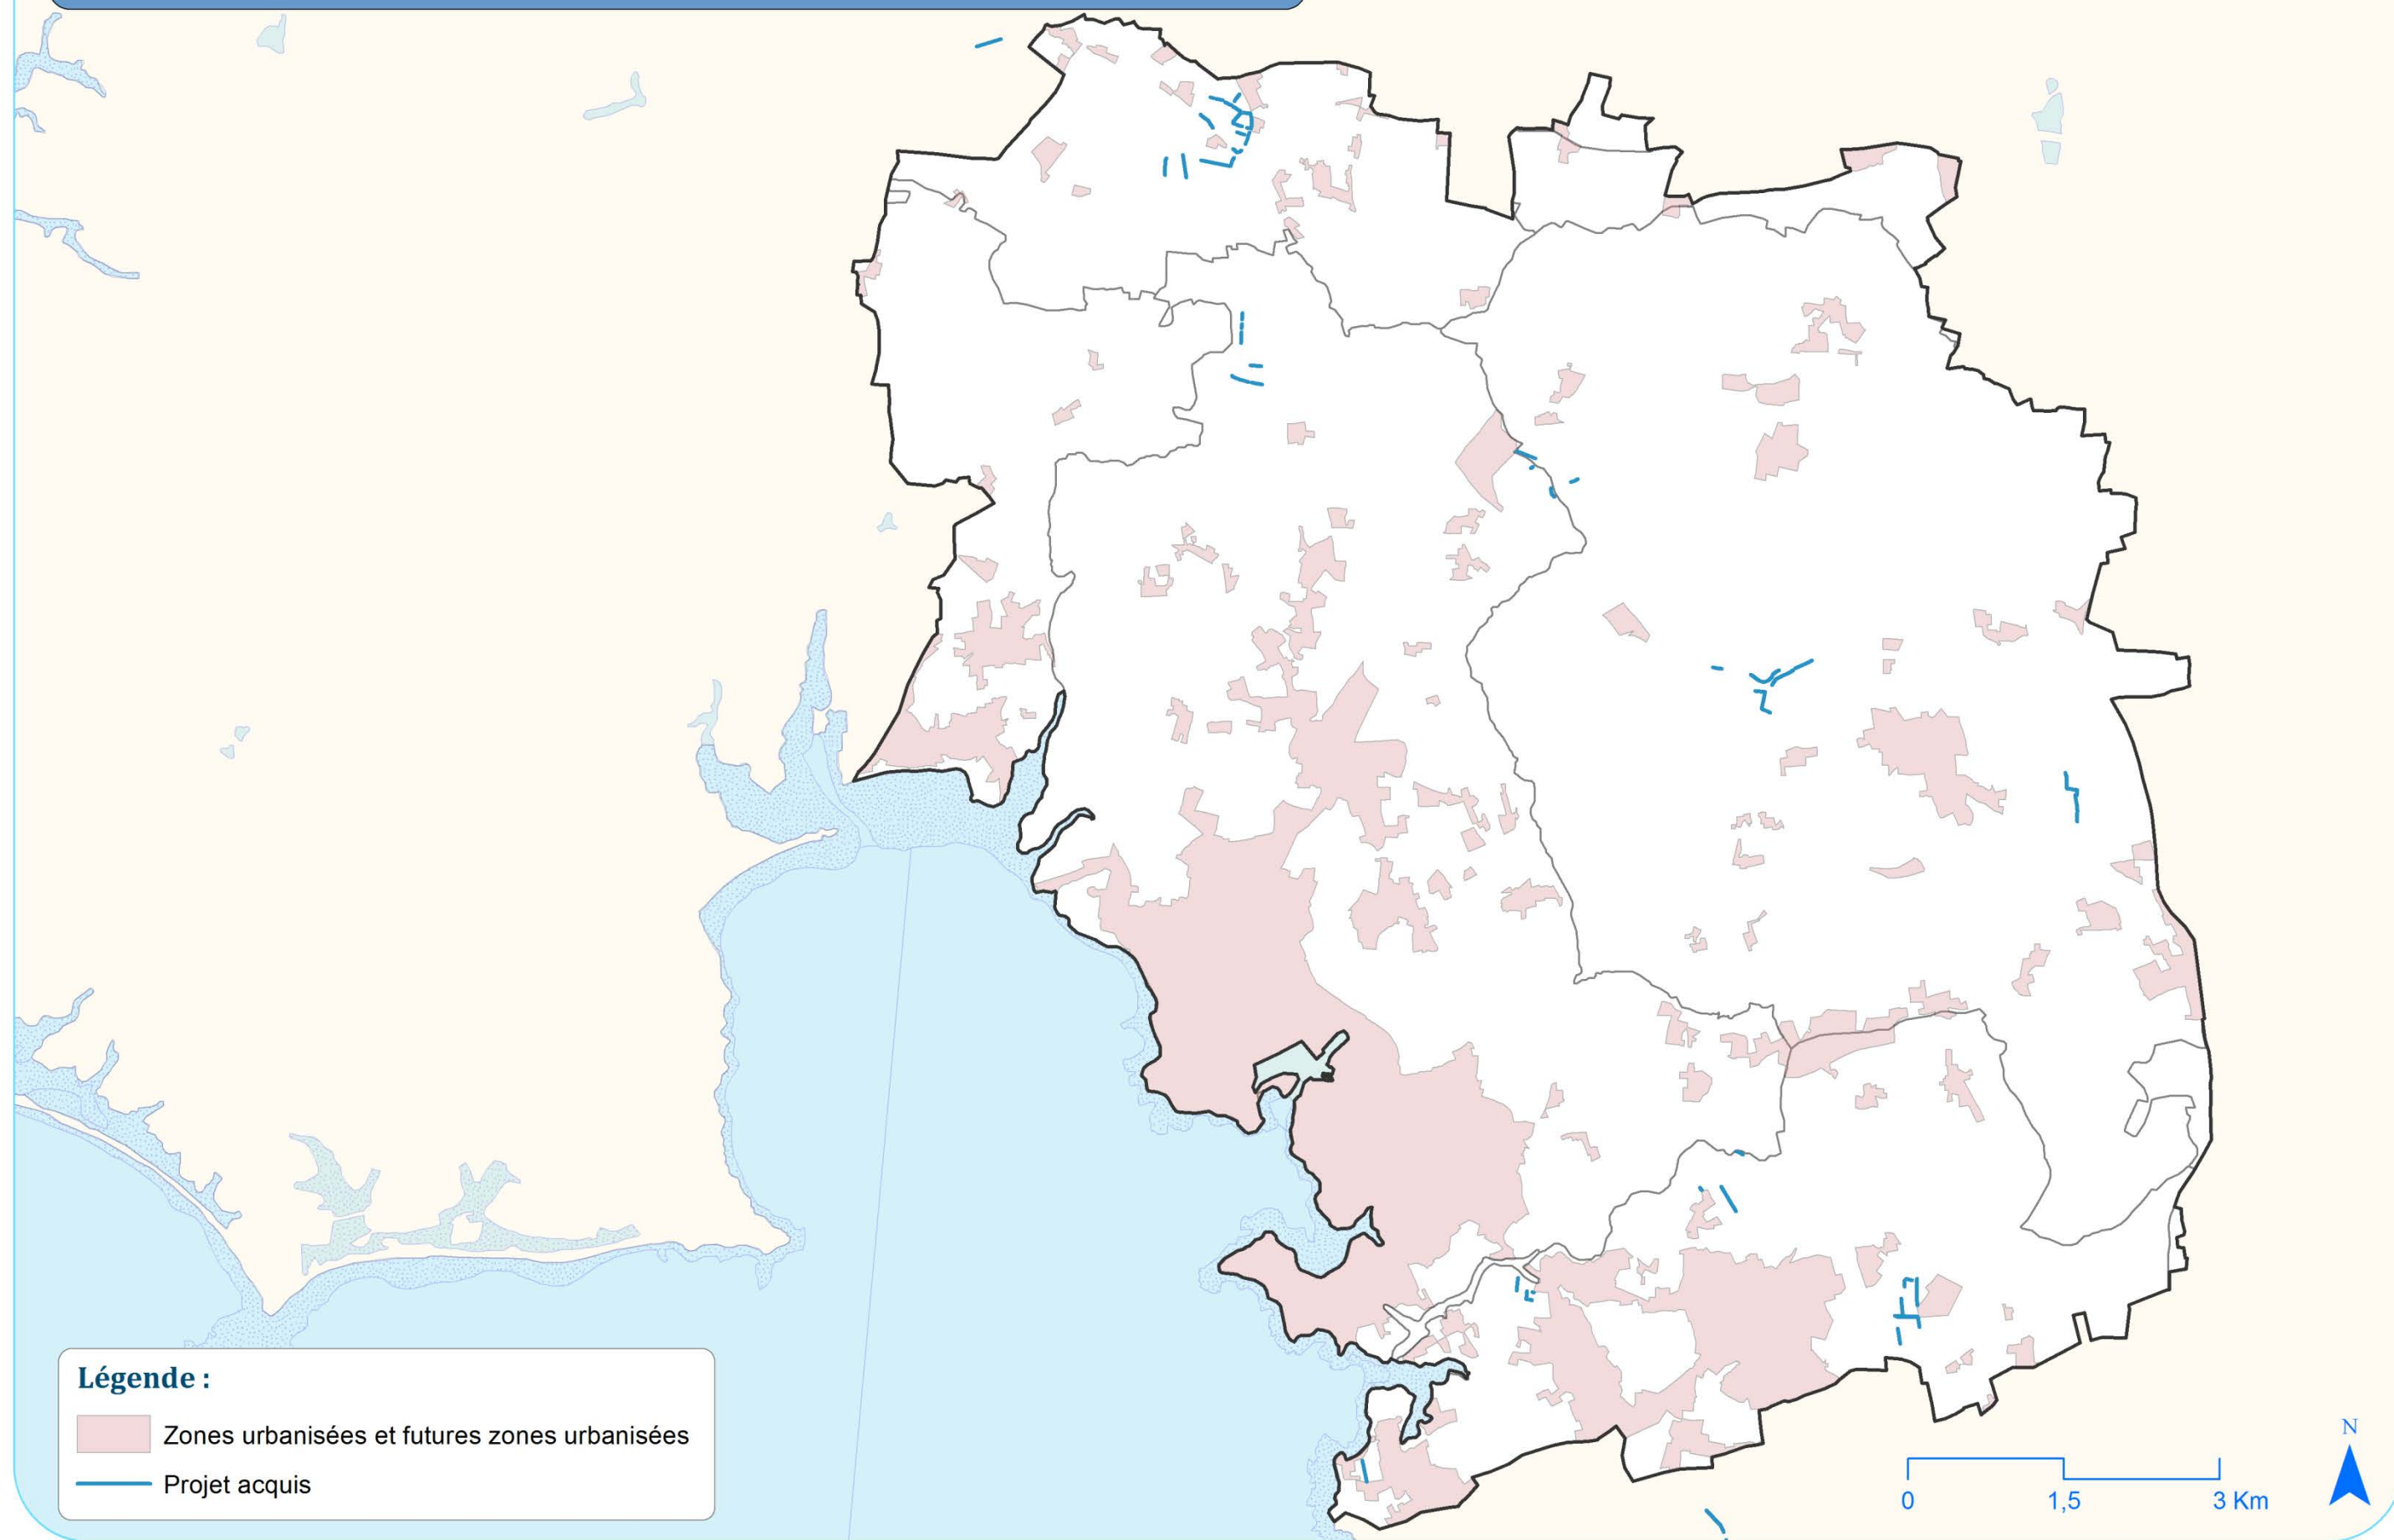 Légende :
Zones urbanisées et futures zones urbanisées
Projet acquis
N
0 1,5 3 Km